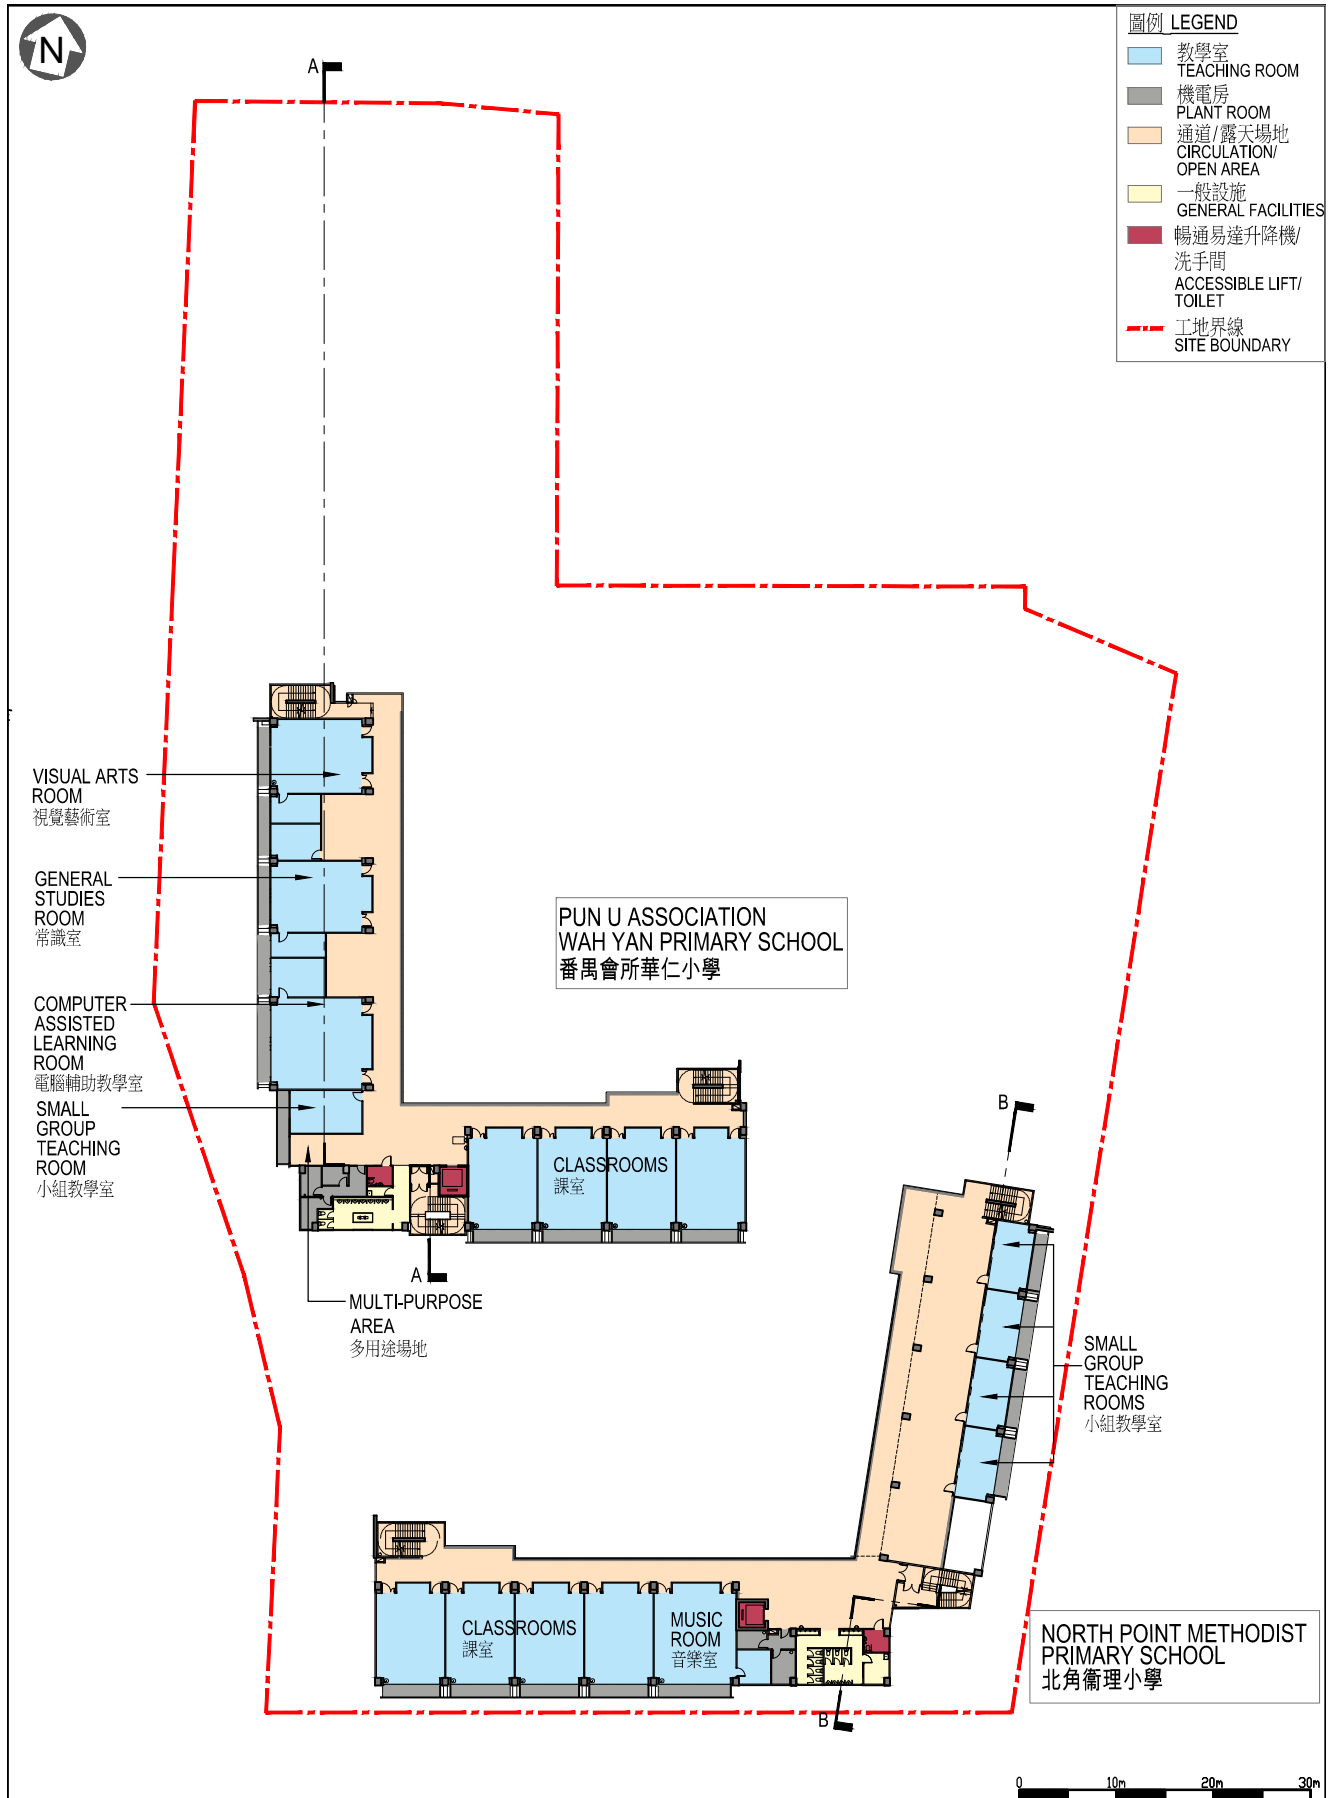 N
A
圖例 LEGEND
教學室
TEACHING ROOM
機電房
PLANT ROOM
通道/露天場地
CIRCULATION/
OPEN AREA
一般設施
GENERAL FACILITIES
暢通易達升降機/
洗手間
ACCESSIBLE LIFT/
TOILET
工地界線
SITE BOUNDARY
VISUAL ARTS
ROOM
視覺藝術室
GENERAL
STUDIES
ROOM
常識室
COMPUTER
ASSISTED
LEARNING
ROOM
電腦輔助教學室
SMALL
GROUP
TEACHING
ROOM
小組教學室
PUN U ASSOCIATION
WAH YAN PRIMARY SCHOOL
番禺會所華仁小學
CLASSROOMS
課室
A
MULTI-PURPOSE
AREA
多用途場地
B
SMALL
GROUP
TEACHING
ROOMS
小組教學室
CLASSROOMS
課室
MUSIC
ROOM
音樂室
B
NORTH POINT METHODIST
PRIMARY SCHOOL
北角衞理小學
0 10m 20m 30m